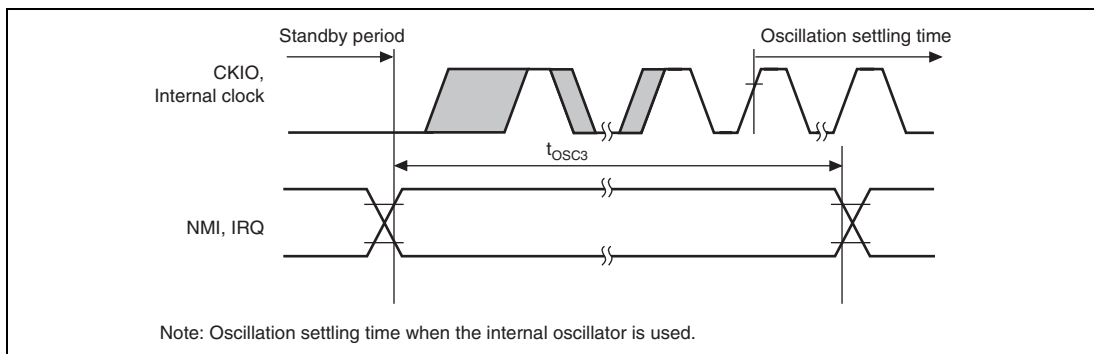 Standby period
Oscillation settling time
CKIO,
Internal clock
tOSC3
NMI, IRQ
Note: Oscillation settling time when the internal oscillator is used.